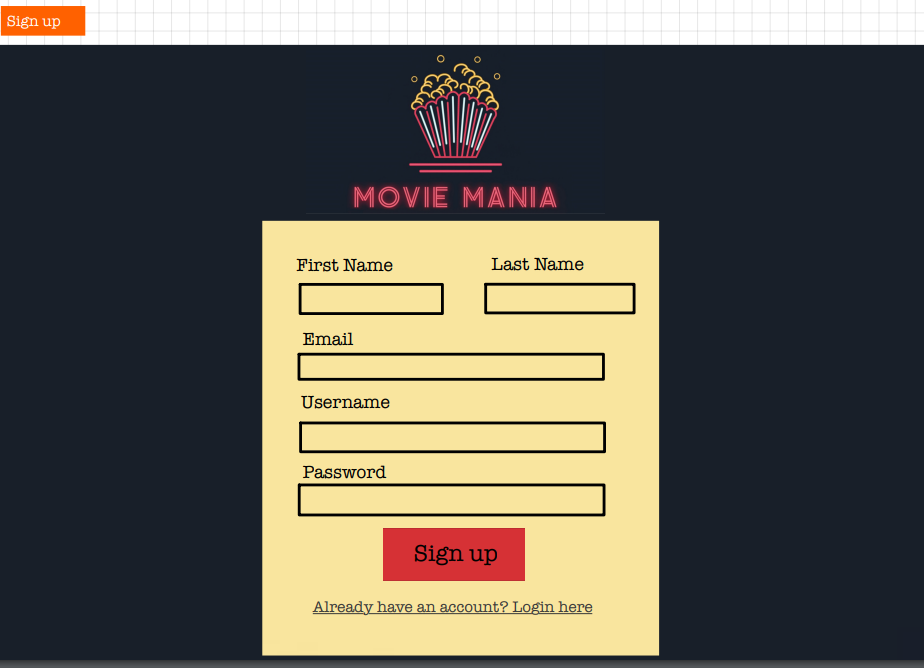 Sign up
MOVIE MANIA
First Name
Last Name
Email
Username
Password
Sign up
Already have an account? Login here